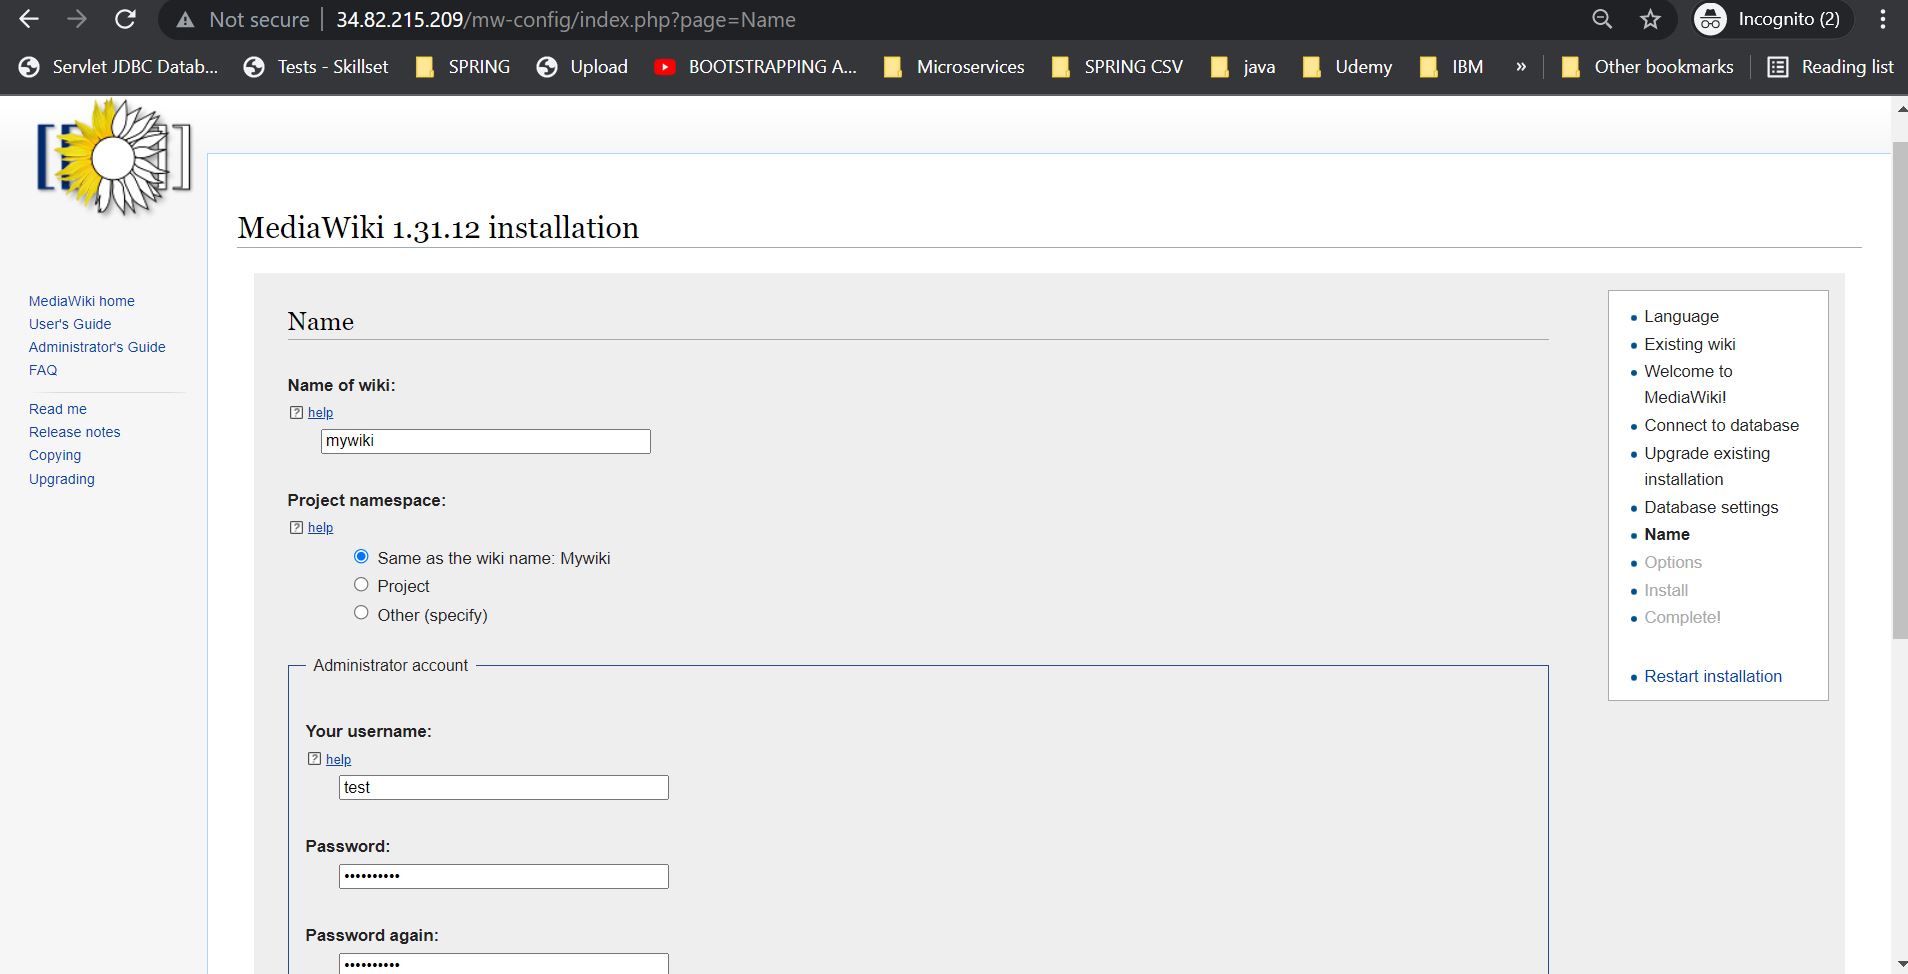 Not secure | 34.82.215.209/mw-config/index.php?page=Name
Incognito (2)
Servlet JDBC Datab...
Tests - Skillset
SPRING
Upload
BOOTSTRAPPING A...
Microservices
SPRING CSV
java
Udemy
IBM
»
Other bookmarks
Reading list
MediaWiki home
User's Guide
Administrator's Guide
FAQ
Read me
Release notes
Copying
Upgrading
MediaWiki 1.31.12 installation
Name
Name of wiki:
help
mywiki
Project namespace:
help
Same as the wiki name: Mywiki
Project
Other (specify)
Administrator account
Your username:
help
test
Password:
••••••••••
Password again:
••••••••••
Language
Existing wiki
Welcome to
MediaWiki!
Connect to database
Upgrade existing
installation
Database settings
Name
Options
Install
Complete!
Restart installation